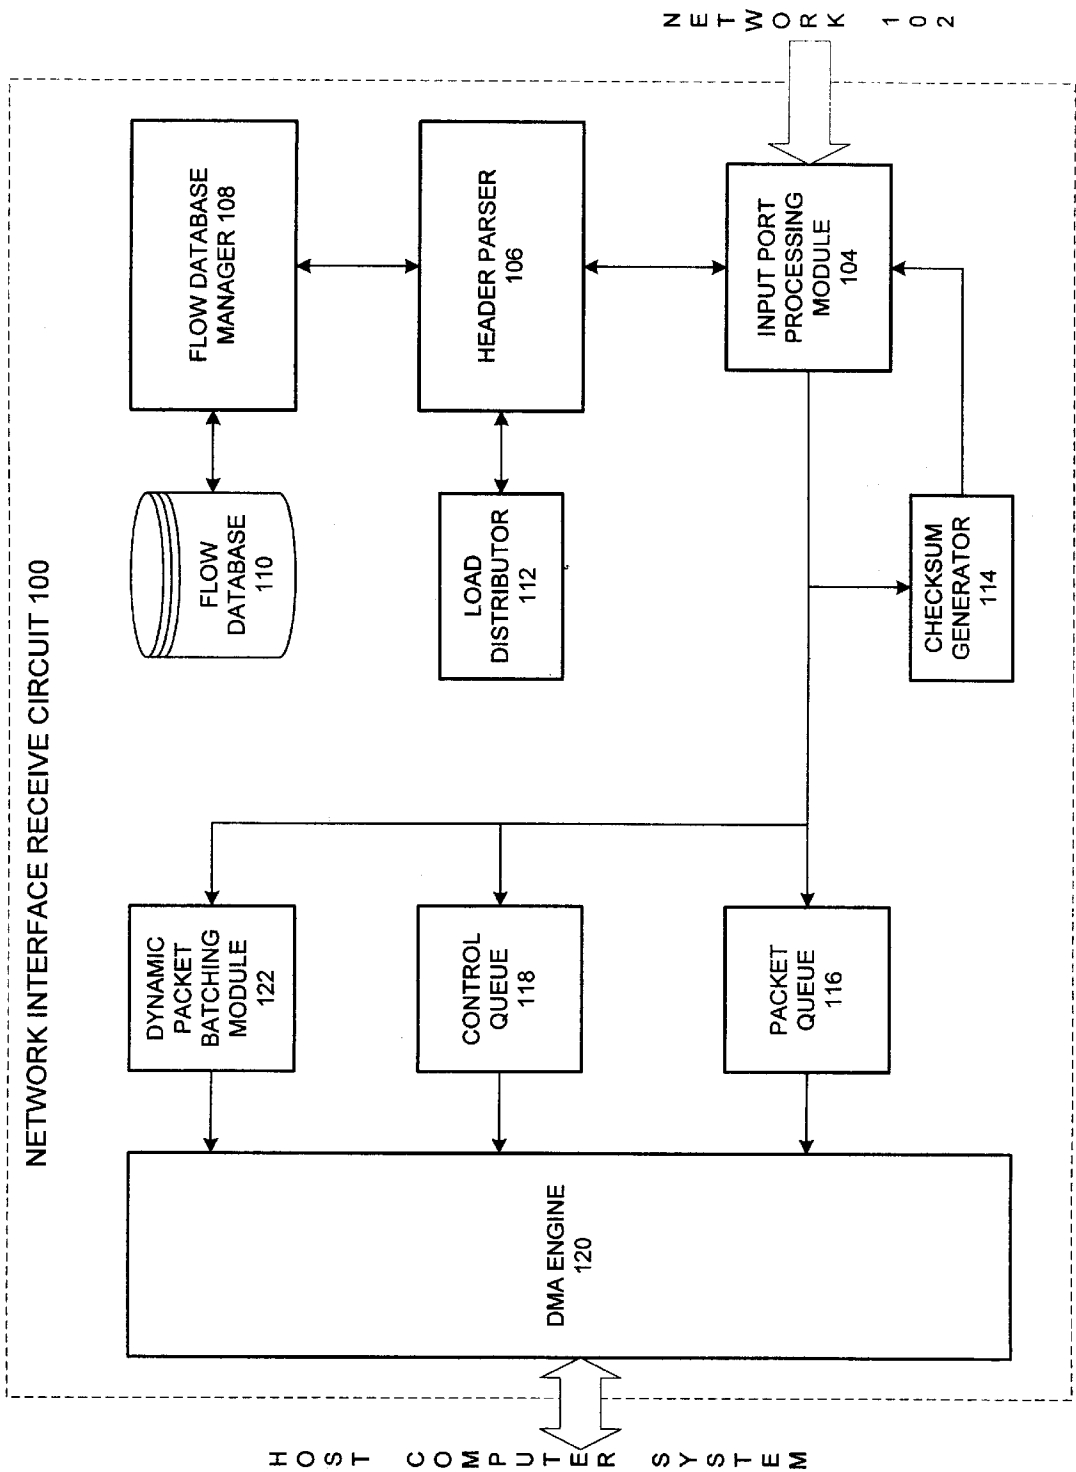 NETWORK 102
NETWORK INTERFACE RECEIVE CIRCUIT 100
FLOW DATABASE
MANAGER 108
HEADER PARSER
106
INPUT PORT
PROCESSING
MODULE
104
FLOW
DATABASE
110
LOAD
DISTRIBUTOR
112
CHECKSUM
GENERATOR
114
DYNAMIC
PACKET
BATCHING
MODULE
122
CONTROL
QUEUE
118
PACKET
QUEUE
116
DMA ENGINE
120
HOST COMPUTER SYSTEM